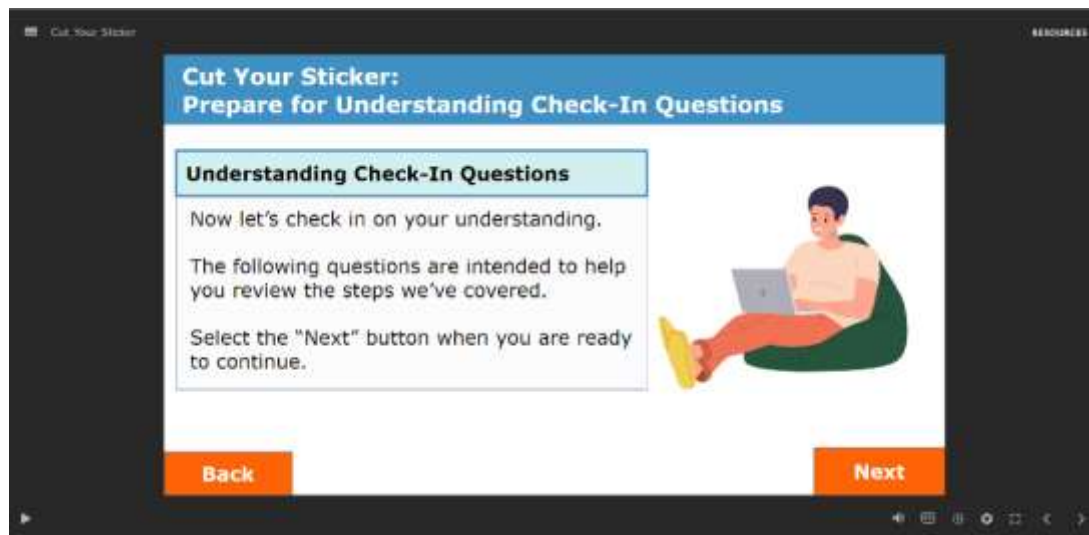 Cut Your Sticker
RESOURCES
Cut Your Sticker:
Prepare for Understanding Check-In Questions
Understanding Check-In Questions
Now let’s check in on your understanding.
The following questions are intended to help
you review the steps we’ve covered.
Select the “Next” button when you are ready
to continue.
Back
Next